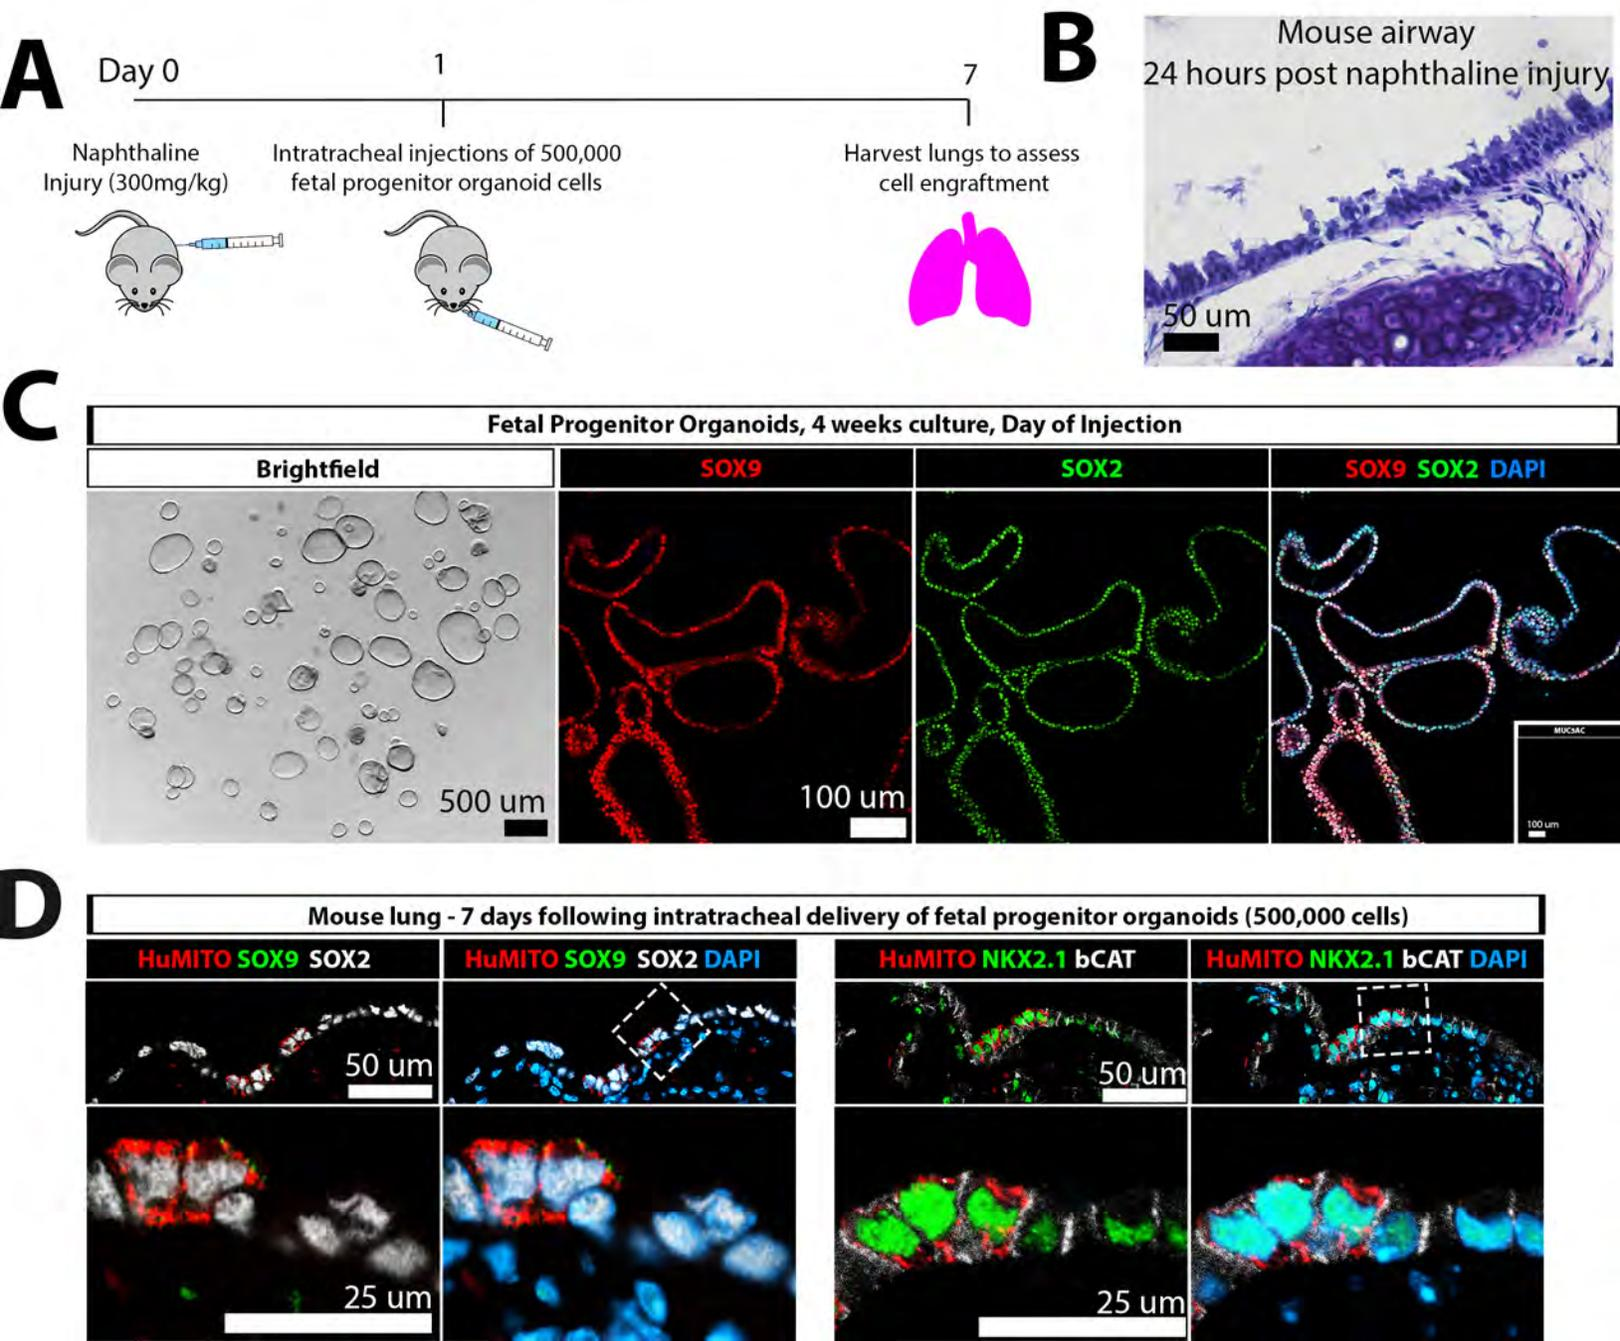 A
Day 0
1
7
Naphthaline
Injury (300mg/kg)
Intratracheal injections of 500,000
fetal progenitor organoid cells
Harvest lungs to assess
cell engraftment
B
Mouse airway
24 hours post naphthaline injury
50 um
C
Fetal Progenitor Organoids, 4 weeks culture, Day of Injection
Brightfield
SOX9
SOX2
SOX9 SOX2 DAPI
500 um
100 um
MUC5AC
100 um
D
Mouse lung - 7 days following intratracheal delivery of fetal progenitor organoids (500,000 cells)
HuMITO SOX9 SOX2
HuMITO SOX9 SOX2 DAPI
HuMITO NKX2.1 bCAT
HuMITO NKX2.1 bCAT DAPI
50 um
50 um
25 um
25 um